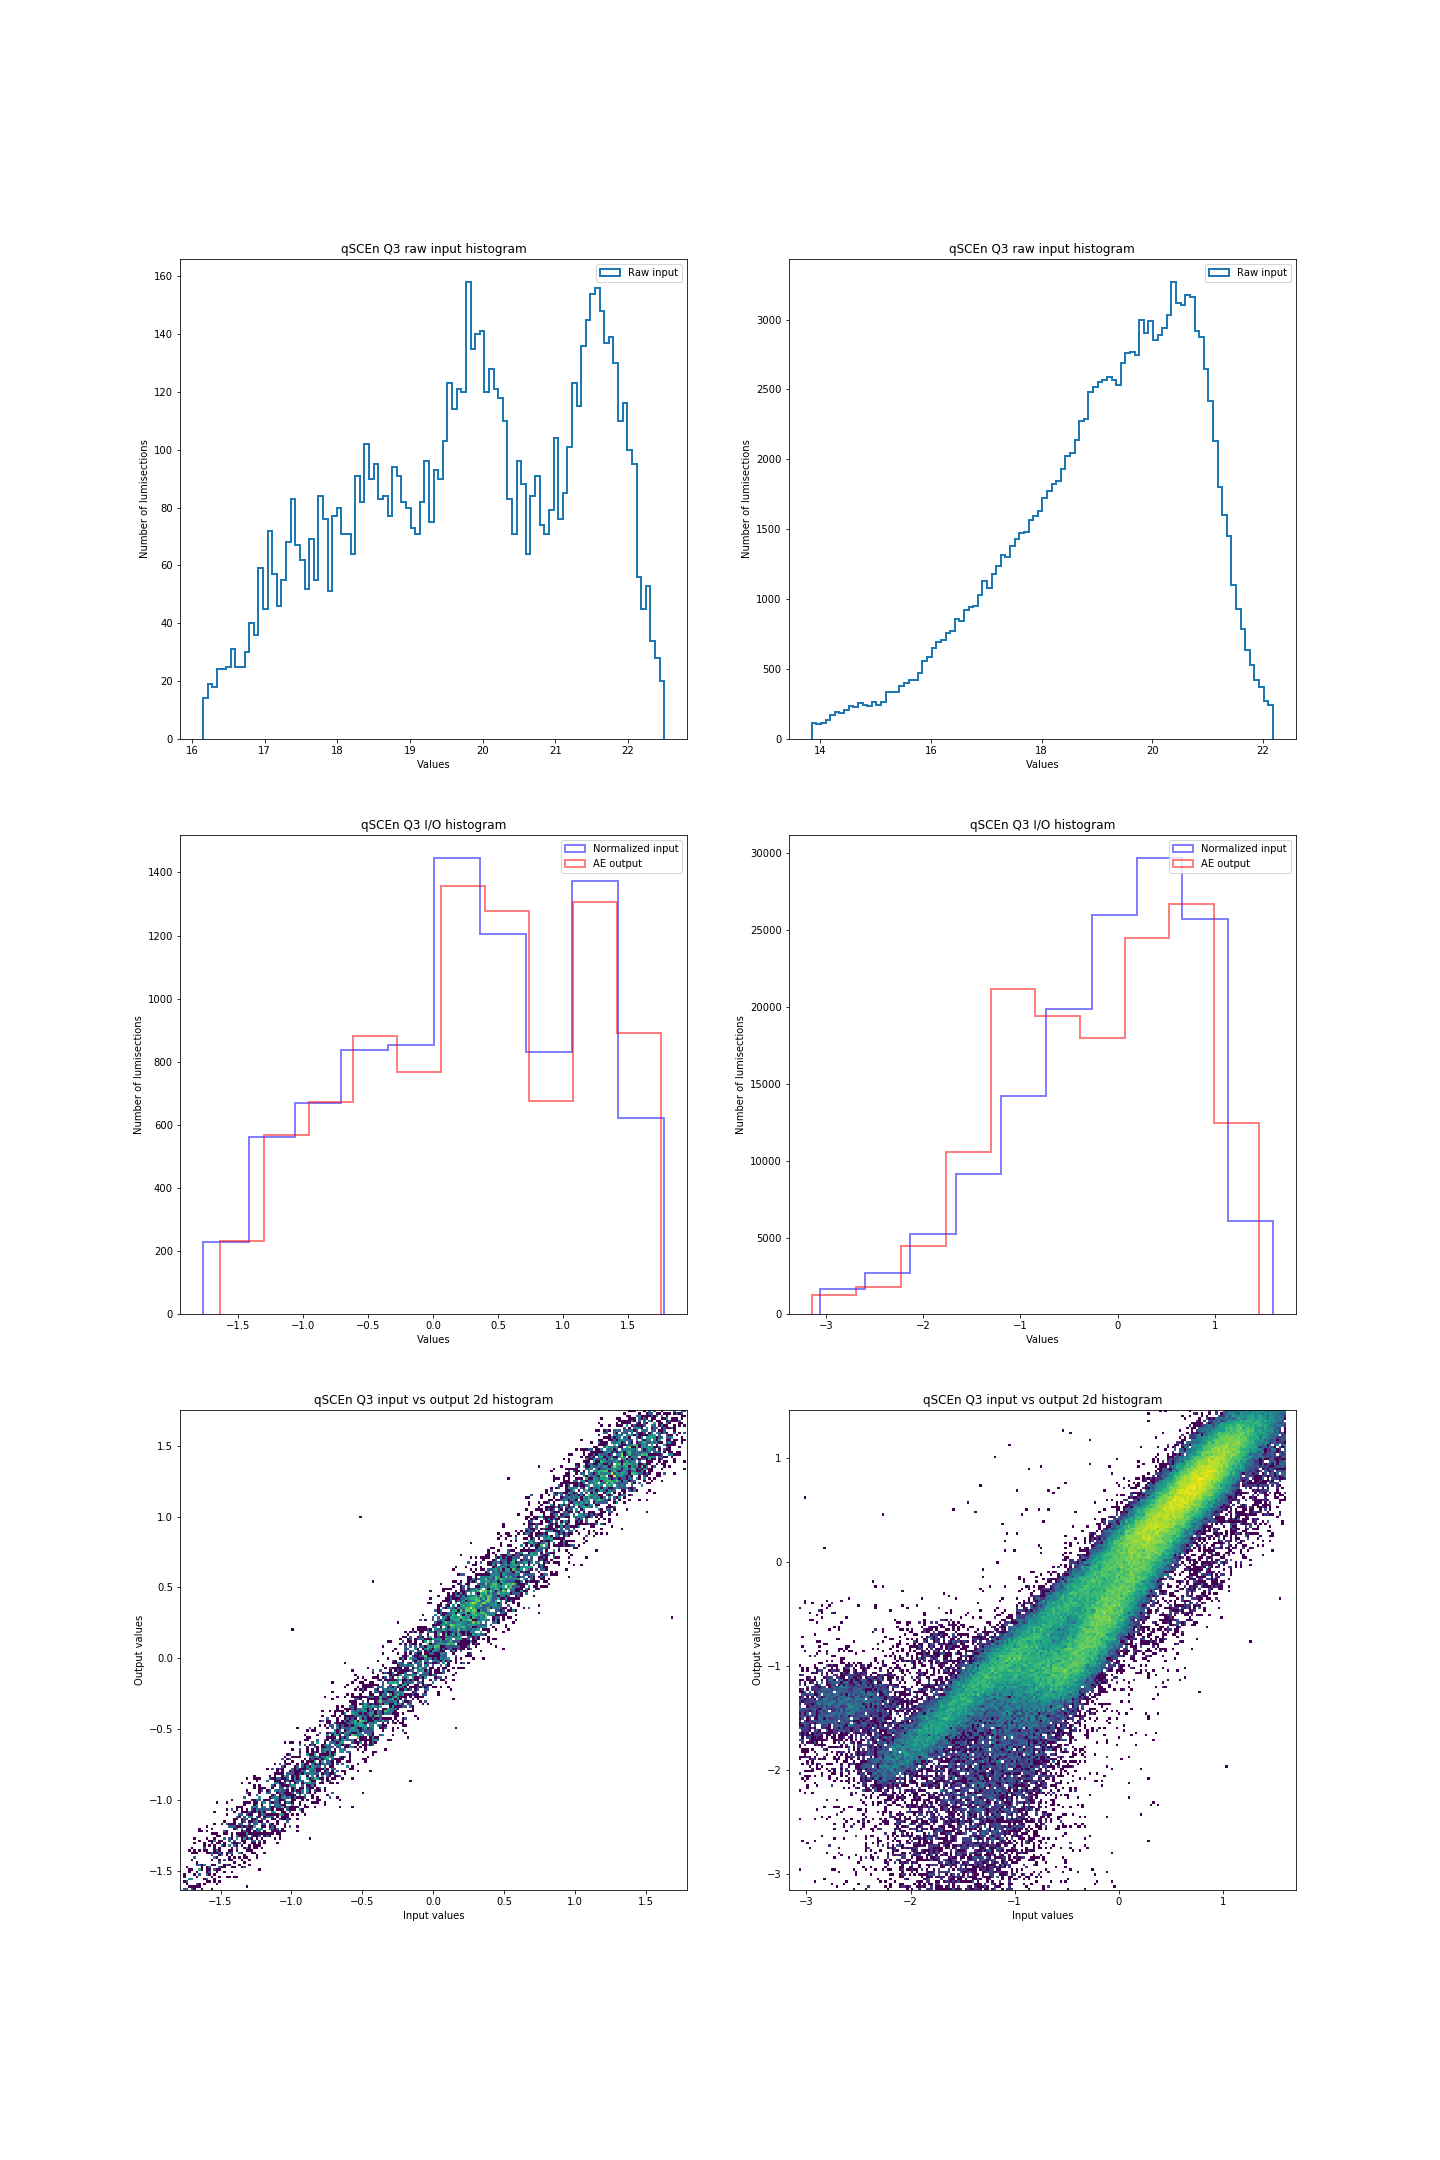 qSCEn Q3 raw input histogram
Raw input
160
140
120
100
80
60
40
20
0
Number of lumisections
16 17 18 19 20 21 22
Values
qSCEn Q3 raw input histogram
Raw input
3000
2500
2000
1500
1000
500
0
Number of lumisections
14 16 18 20 22
Values
qSCEn Q3 I/O histogram
Normalized input
AE output
1400
1200
1000
800
600
400
200
0
Number of lumisections
−1.5 −1.0 −0.5 0.0 0.5 1.0 1.5
Values
qSCEn Q3 I/O histogram
Normalized input
AE output
30000
25000
20000
15000
10000
5000
0
Number of lumisections
−3 −2 −1 0 1
Values
qSCEn Q3 input vs output 2d histogram
1.5
1.0
0.5
0.0
−0.5
−1.0
−1.5
Output values
−1.5 −1.0 −0.5 0.0 0.5 1.0 1.5
Input values
qSCEn Q3 input vs output 2d histogram
1
0
−1
−2
−3
Output values
−3 −2 −1 0 1
Input values